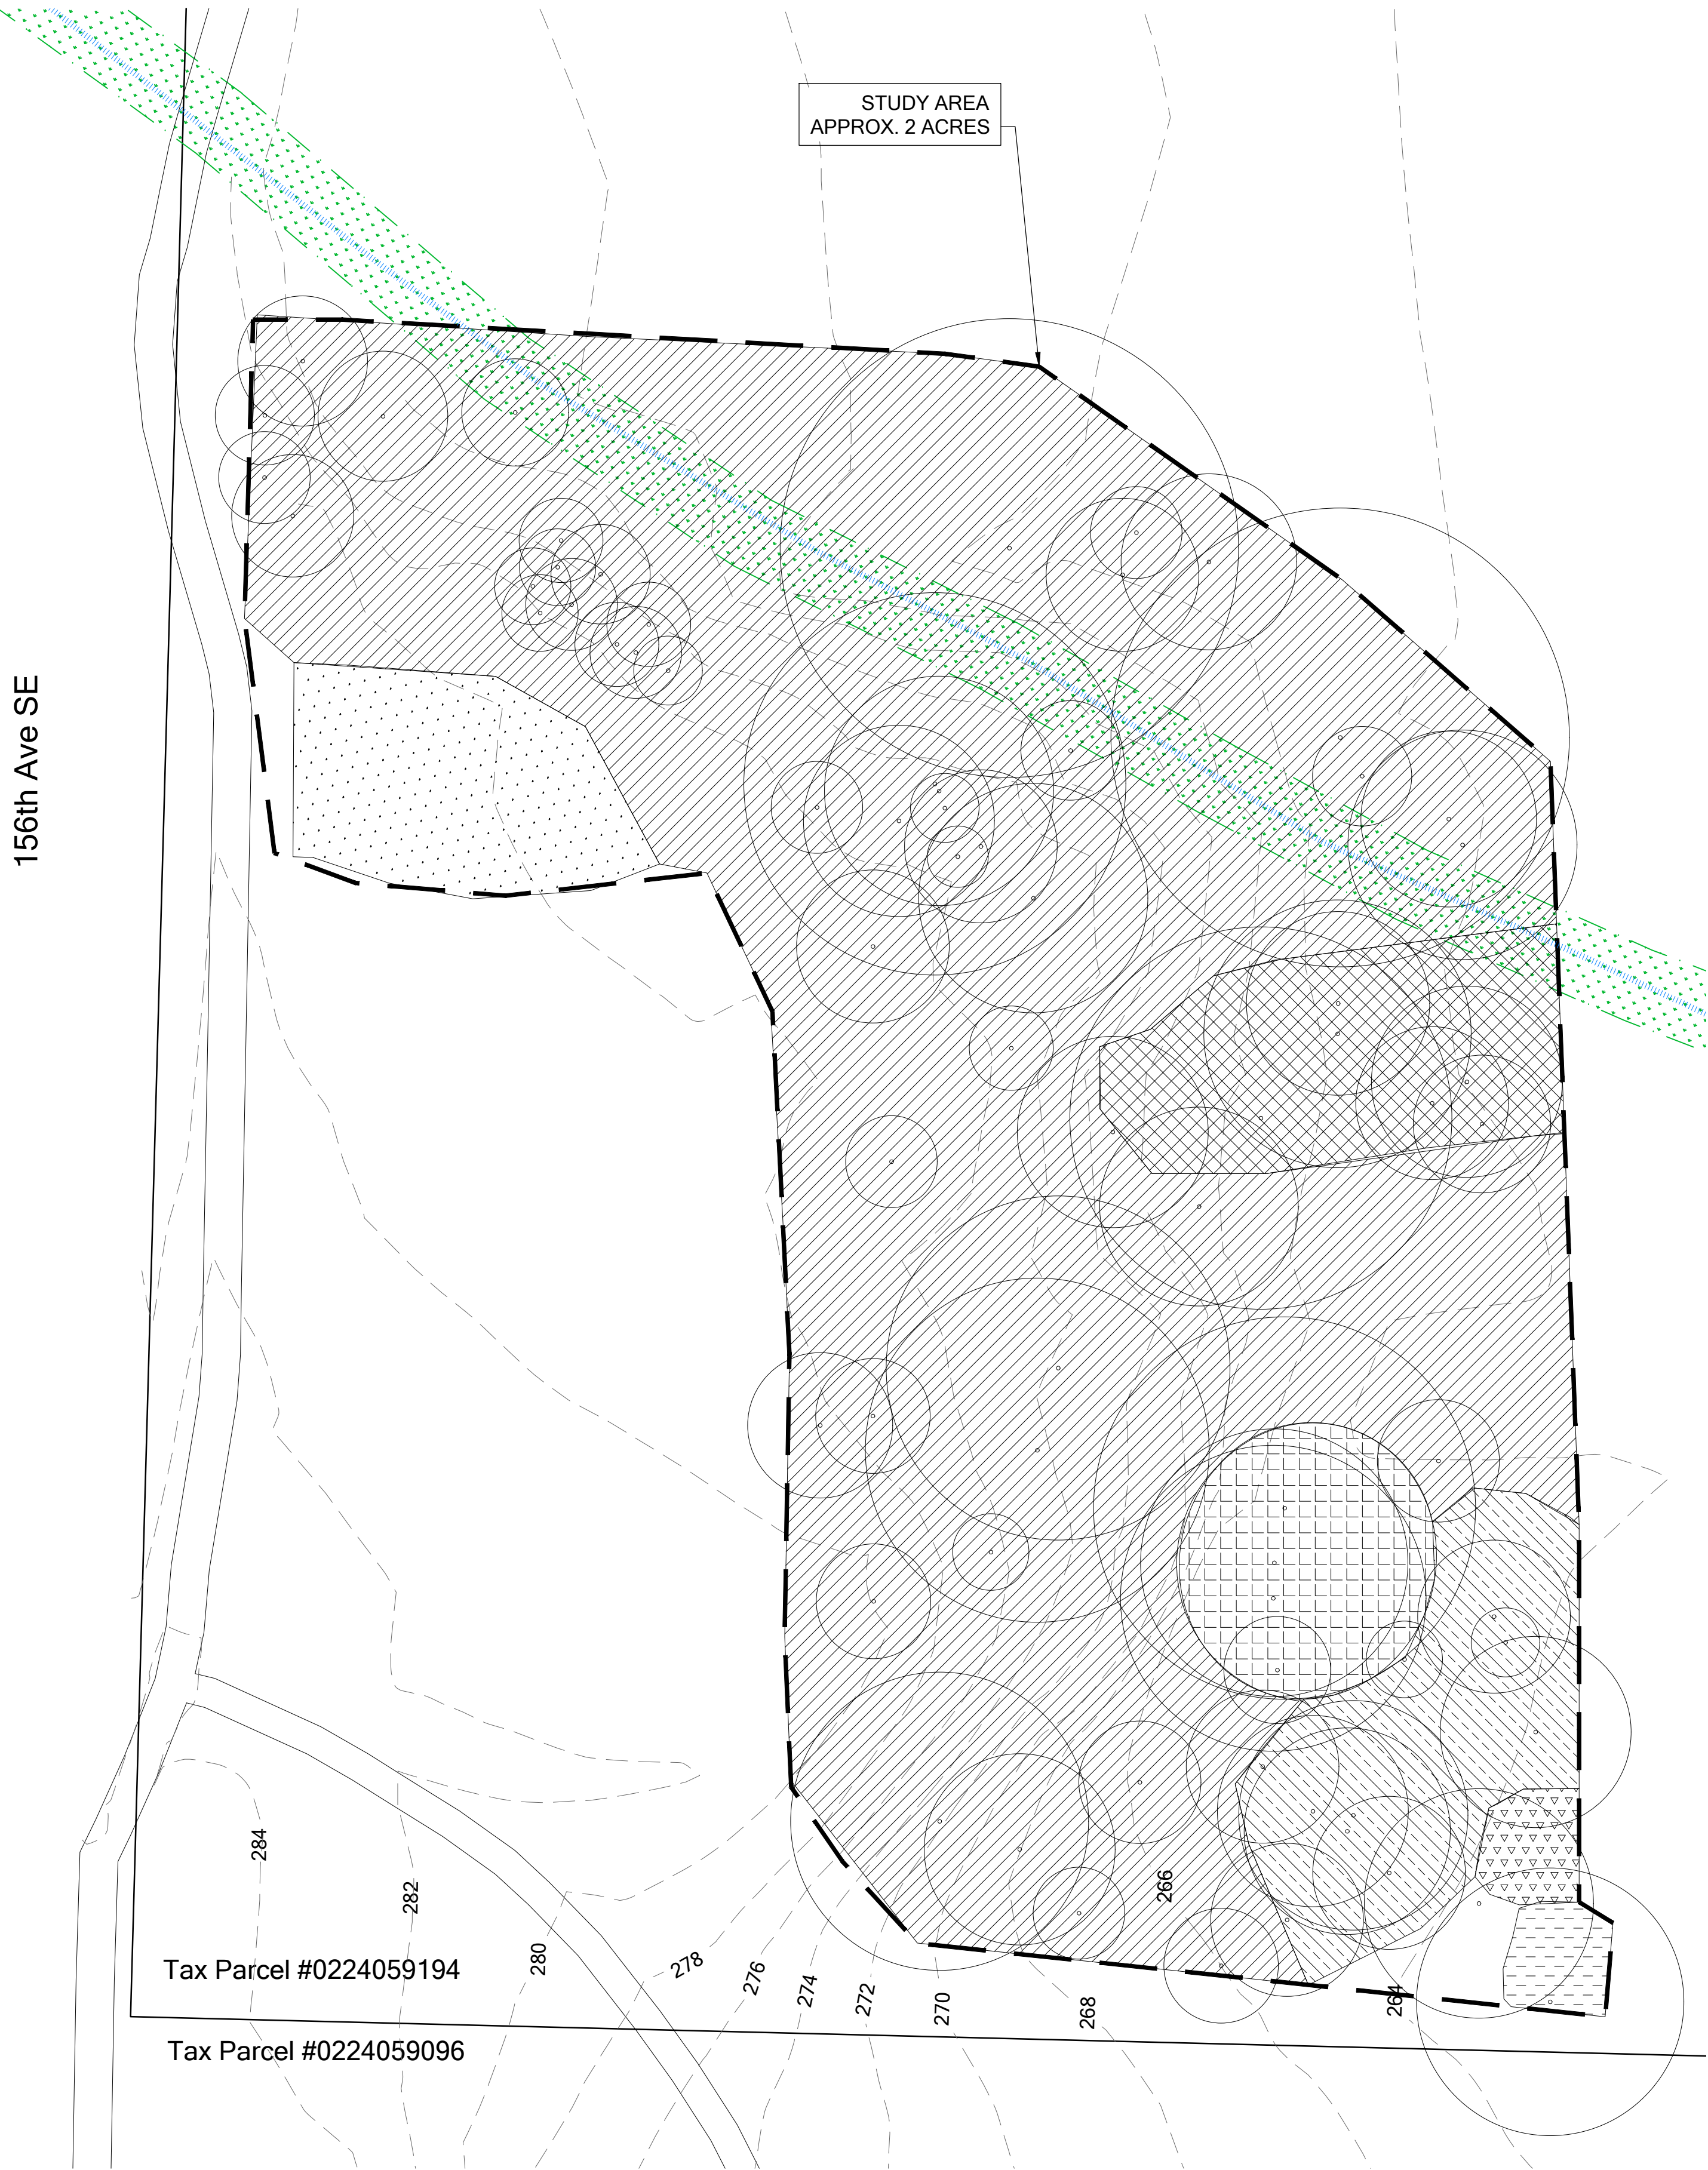 STUDY AREA
APPROX. 2 ACRES
156th Ave SE
284
282
280
278
276
274
272
270
268
266
264
Tax Parcel #0224059194
Tax Parcel #0224059096